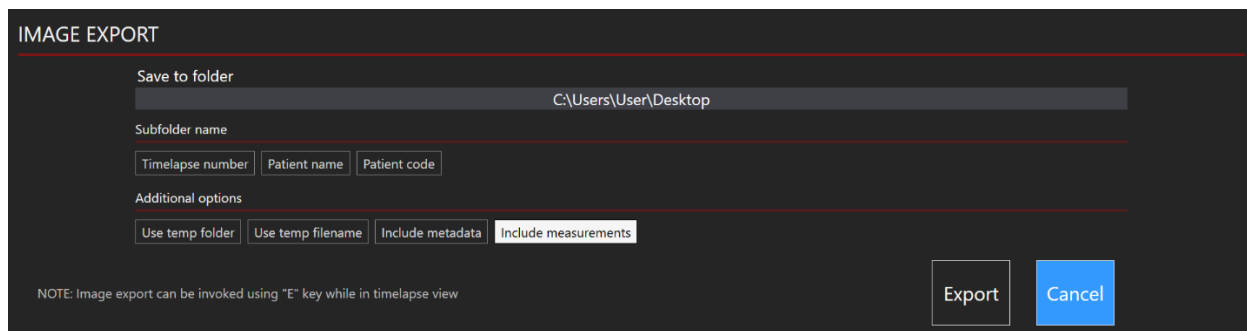 IMAGE EXPORT
Save to folder
C:\Users\User\Desktop
Subfolder name
Timelapse number Patient name Patient code
Additional options
Use temp folder Use temp filename Include metadata Include measurements
NOTE: Image export can be invoked using "E" key while in timelapse view
Export Cancel